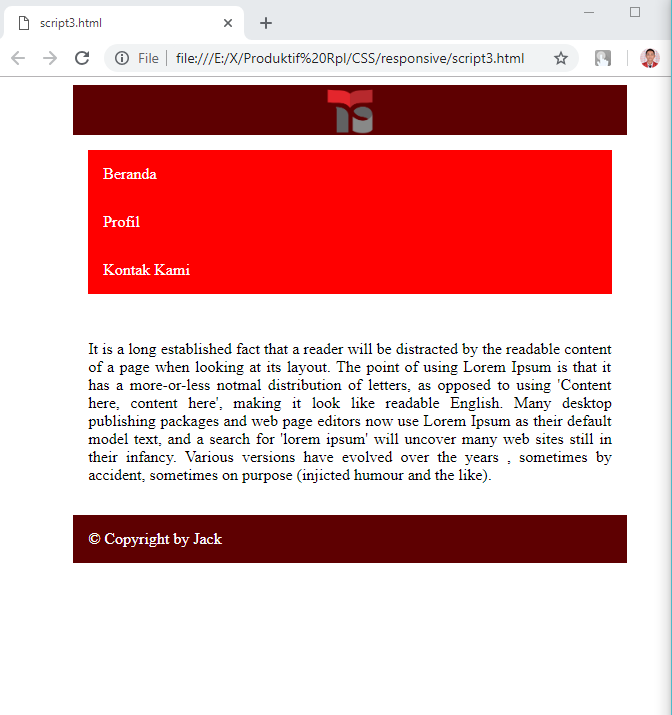 script3.html
File
file:///E:/X/Produktif%20Rpl/CSS/responsive/script3.html
Beranda
Profil
Kontak Kami
It is a long established fact that a reader will be distracted by the readable content
of a page when looking at its layout. The point of using Lorem Ipsum is that it
has a more-or-less notmal distribution of letters, as opposed to using 'Content
here, content here', making it look like readable English. Many desktop
publishing packages and web page editors now use Lorem Ipsum as their default
model text, and a search for 'lorem ipsum' will uncover many web sites still in
their infancy. Various versions have evolved over the years , sometimes by
accident, sometimes on purpose (injicted humour and the like).
© Copyright by Jack